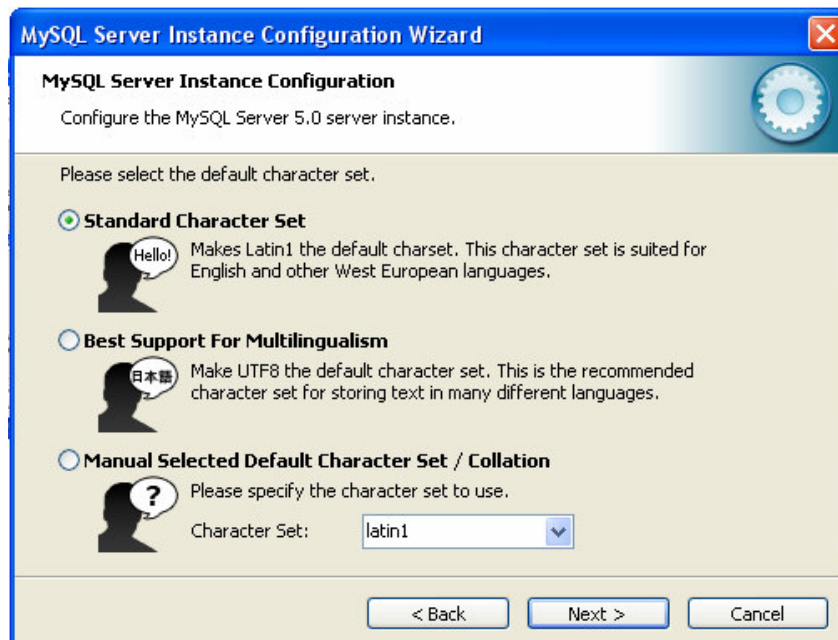 MySQL Server Instance Configuration Wizard
MySQL Server Instance Configuration
Configure the MySQL Server 5.0 server instance.
Please select the default character set.
Standard Character Set
Hello!
Makes Latin1 the default charset. This character set is suited for
English and other West European languages.
Best Support For Multilingualism
日本語
Make UTF8 the default character set. This is the recommended
character set for storing text in many different languages.
Manual Selected Default Character Set / Collation
?
Please specify the character set to use.
Character Set: latin1
< Back Next > Cancel